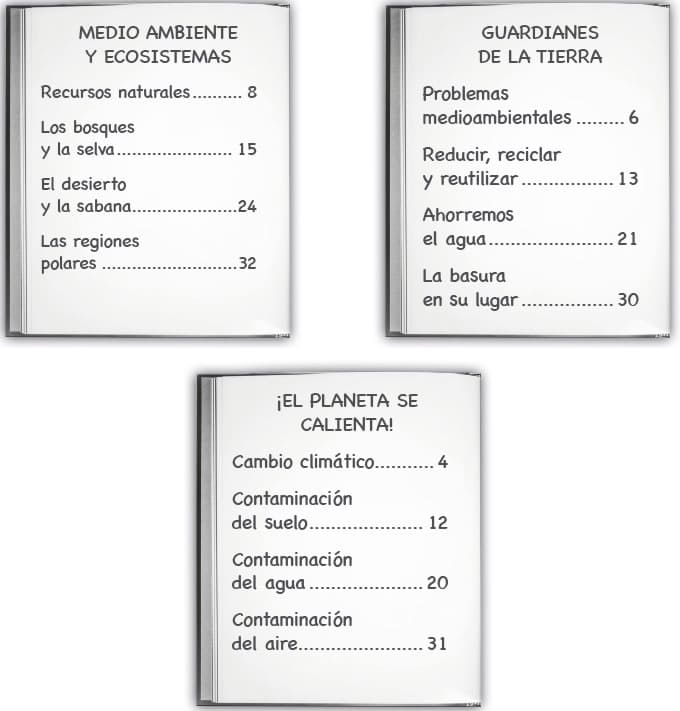 MEDIO AMBIENTE
Y ECOSISTEMAS
Recursos naturales.......... 8
Los bosques
y la selva....................... 15
El desierto
y la sabana.....................24
Las regiones
polares ...........................32
GUARDIANES
DE LA TIERRA
Problemas
medioambientales ......... 6
Reducir, reciclar
y reutilizar................. 13
Ahorremos
el agua....................... 21
La basura
en su lugar................. 30
¡EL PLANETA SE
CALIENTA!
Cambio climático........... 4
Contaminación
del suelo..................... 12
Contaminación
del agua ..................... 20
Contaminación
del aire....................... 31